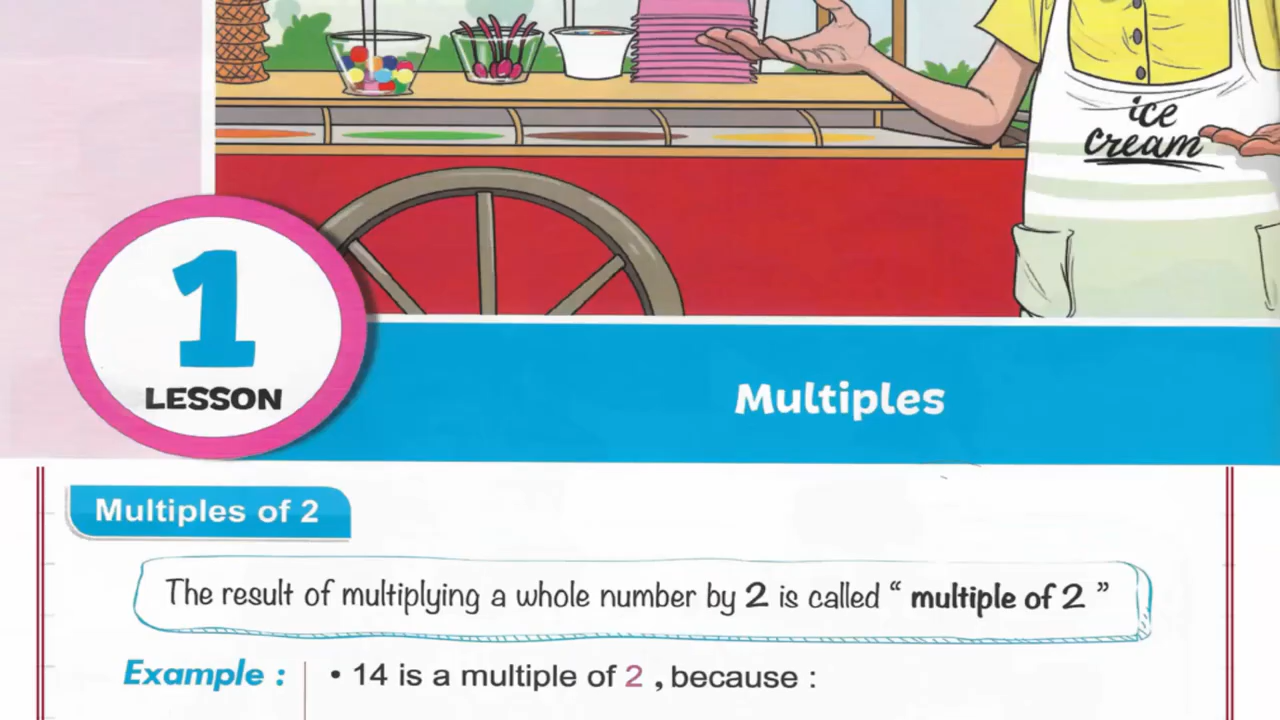 ice
cream
1
LESSON
Multiples
Multiples of 2
The result of multiplying a whole number by 2 is called “ multiple of 2 ”
Example :
• 14 is a multiple of 2 , because :